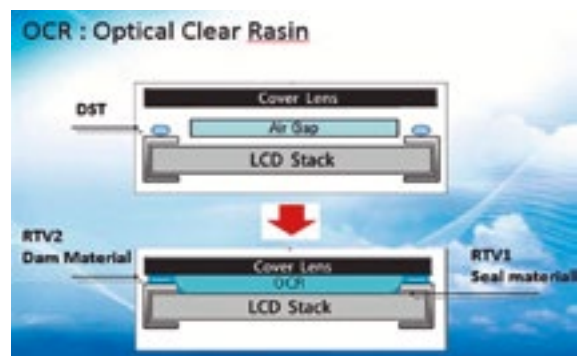 OCR : Optical Clear Rasin
Cover Lens
DST
Air Gap
LCD Stack
RTV2
Dam Material
RTV1
Seal material
Cover Lens
OCR
LCD Stack